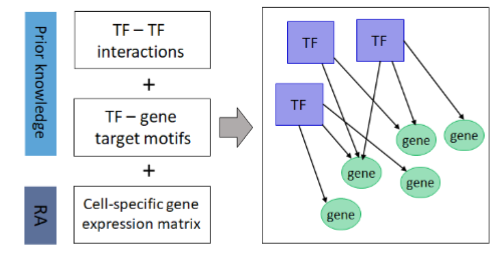 Prior knowledge
TF – TF
interactions
+
TF – gene
target motifs
+
RA
Cell-specific gene
expression matrix
TF
TF
TF
gene
gene
gene
gene
gene